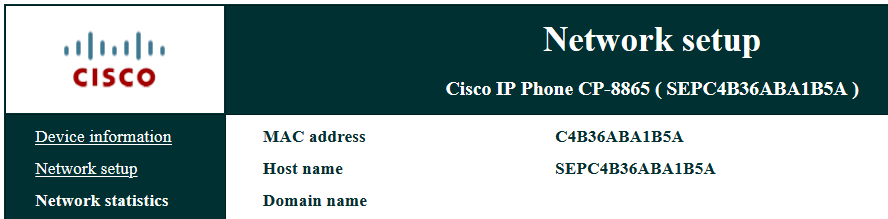 Network setup
CISCO
Cisco IP Phone CP-8865 ( SEPC4B36ABA1B5A )
Device information
MAC address C4B36ABA1B5A
Network setup
Host name SEPC4B36ABA1B5A
Network statistics
Domain name